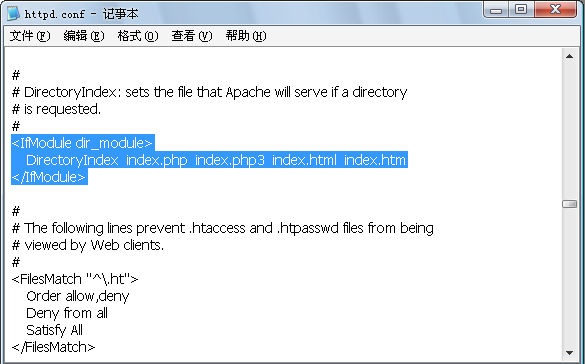 httpd.conf - 记事本
文件(F) 编辑(E) 格式(O) 查看(V) 帮助(H)
#
# DirectoryIndex: sets the file that Apache will serve if a directory
# is requested.
#
<IfModule dir_module>
    DirectoryIndex index.php index.php3 index.html index.htm
</IfModule>
#
# The following lines prevent .htaccess and .htpasswd files from being
# viewed by Web clients.
#
<FilesMatch "^\.ht">
    Order allow,deny
    Deny from all
    Satisfy All
</FilesMatch>